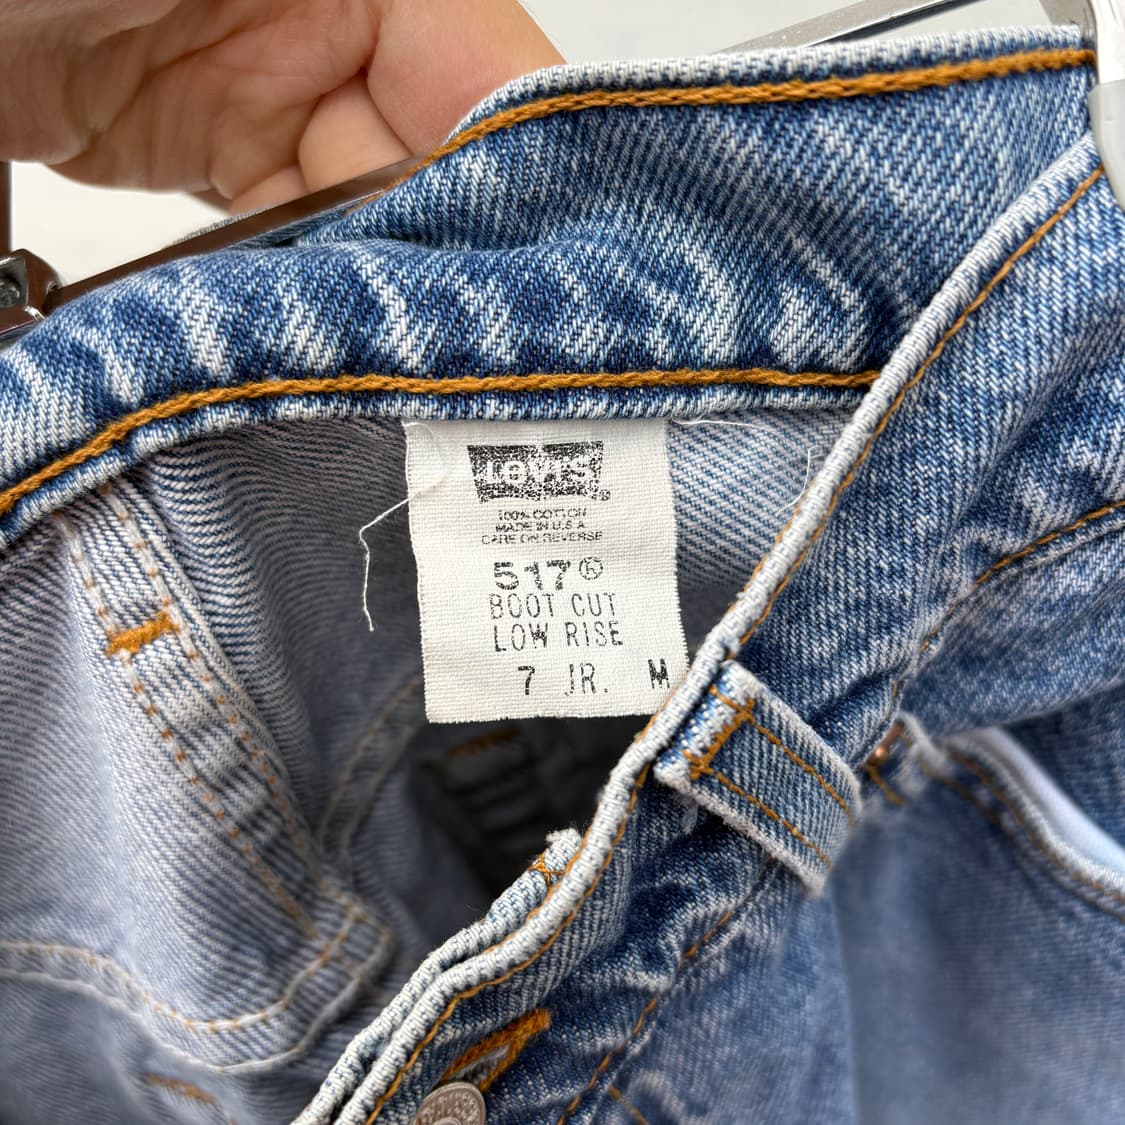 LEVI'S ®
100% COTTON
MADE IN U.S.A.
CARE ON REVERSE
517®
BOOT CUT
LOW RISE
7 JR. M